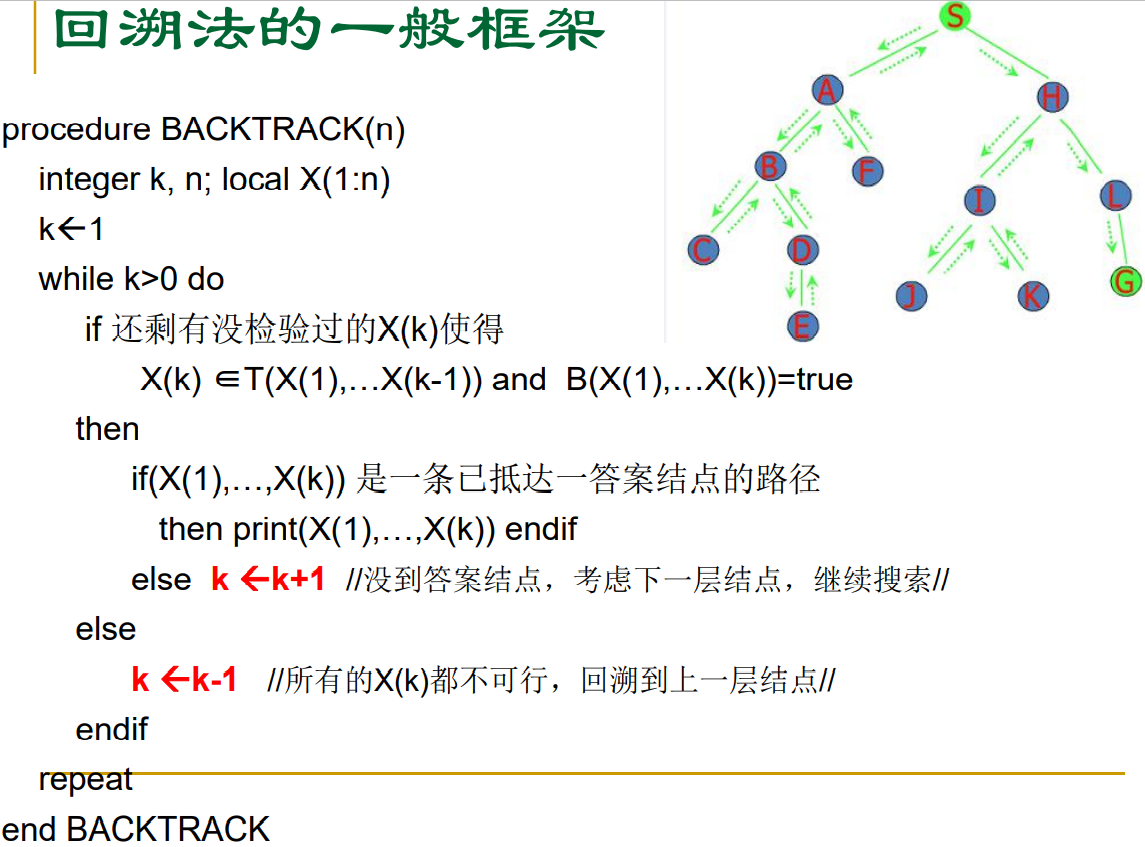 回溯法的一般框架
procedure BACKTRACK(n)
integer k, n; local X(1:n)
k←1
while k>0 do
if 还剩有没检验过的X(k)使得
X(k) ∈T(X(1),…X(k-1)) and B(X(1),…X(k))=true
then
if(X(1),…,X(k)) 是一条已抵达一答案结点的路径
then print(X(1),…,X(k)) endif
else k ←k+1 //没到答案结点，考虑下一层结点，继续搜索//
else
k ←k-1 //所有的X(k)都不可行，回溯到上一层结点//
endif
repeat
end BACKTRACK
S
A
H
B
F
I
L
C
D
J
K
G
E